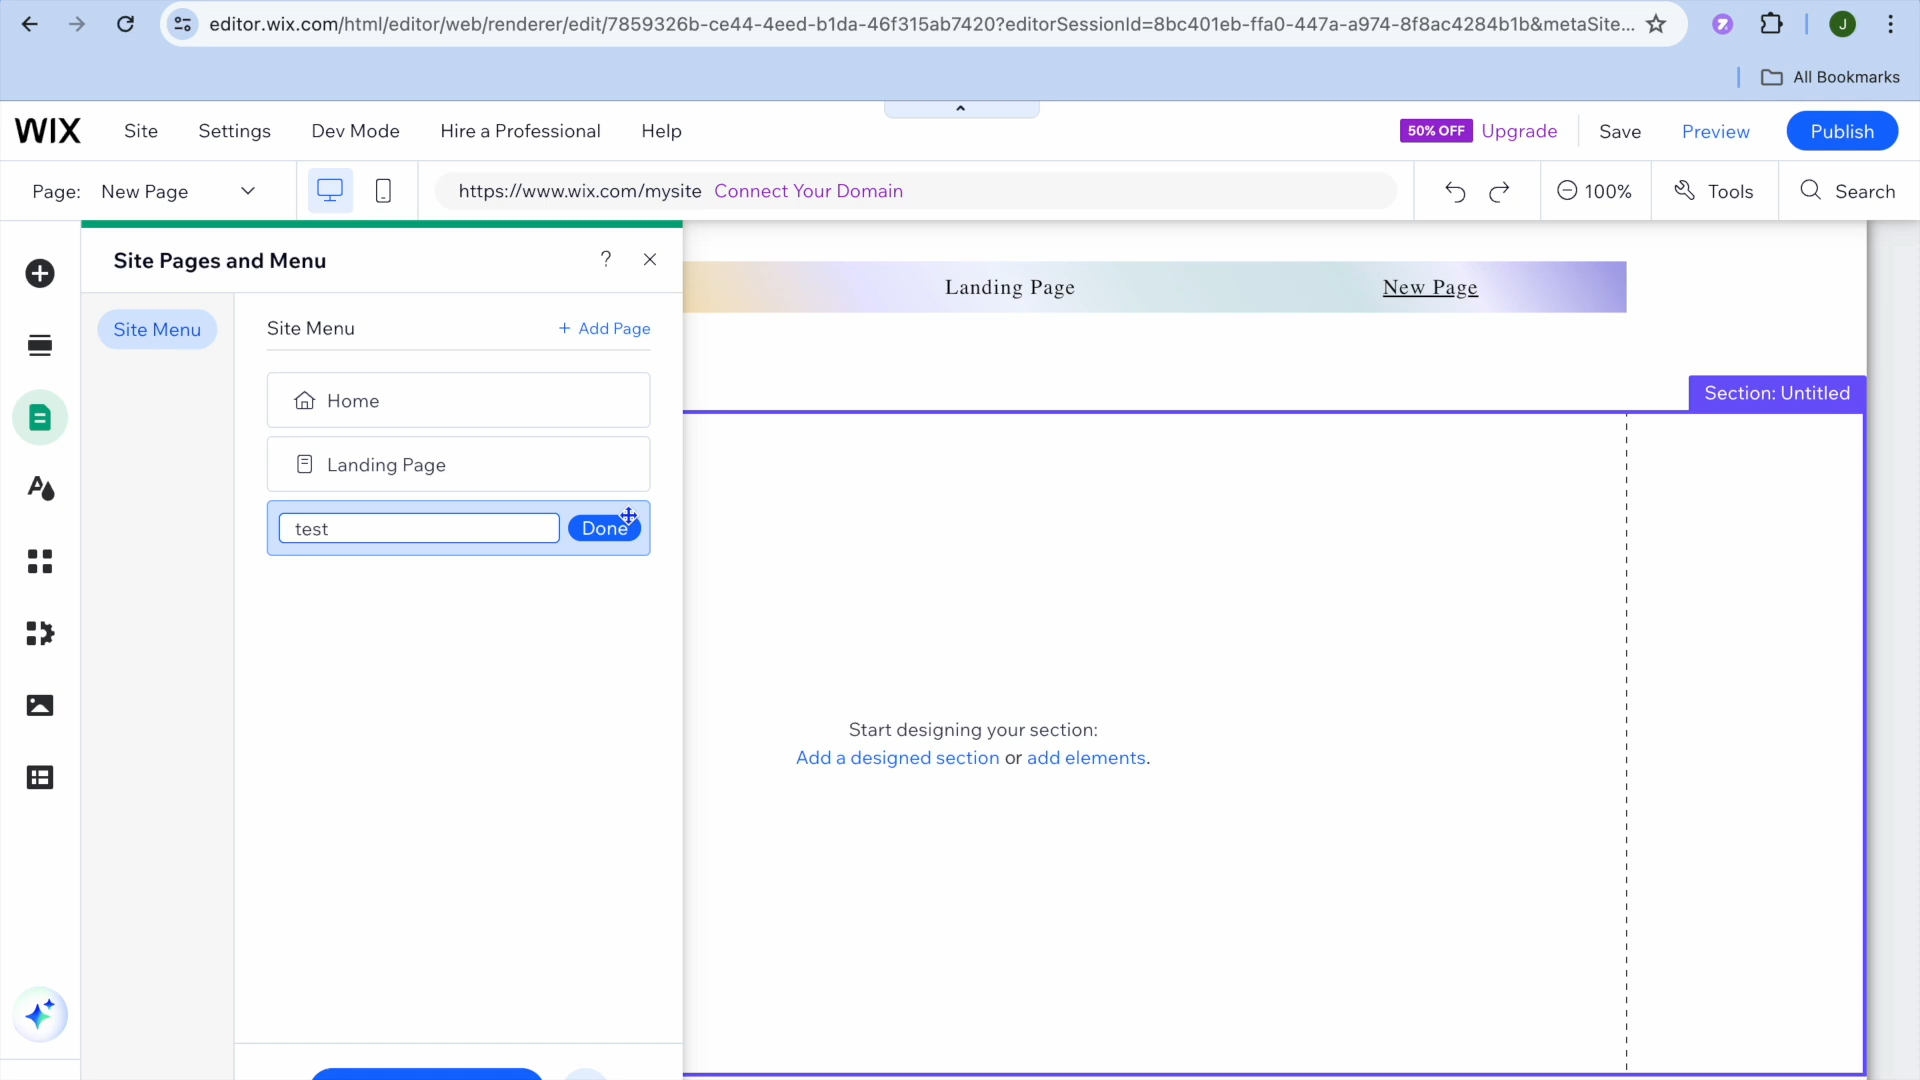 editor.wix.com/html/editor/web/renderer/edit/7859326b-ce44-4eed-b1da-46f315ab7420?editorSessionId=8bc401eb-ffa0-447a-a974-8f8ac4284b1b&metaSite...
J
All Bookmarks
WIX
Site
Settings
Dev Mode
Hire a Professional
Help
50% OFF
Upgrade
Save
Preview
Publish
Page:
New Page
https://www.wix.com/mysite Connect Your Domain
100%
Tools
Search
Site Pages and Menu
?
Landing Page
New Page
Site Menu
Site Menu
+ Add Page
Section: Untitled
Home
Landing Page
test
Done
Start designing your section:
Add a designed section or add elements.